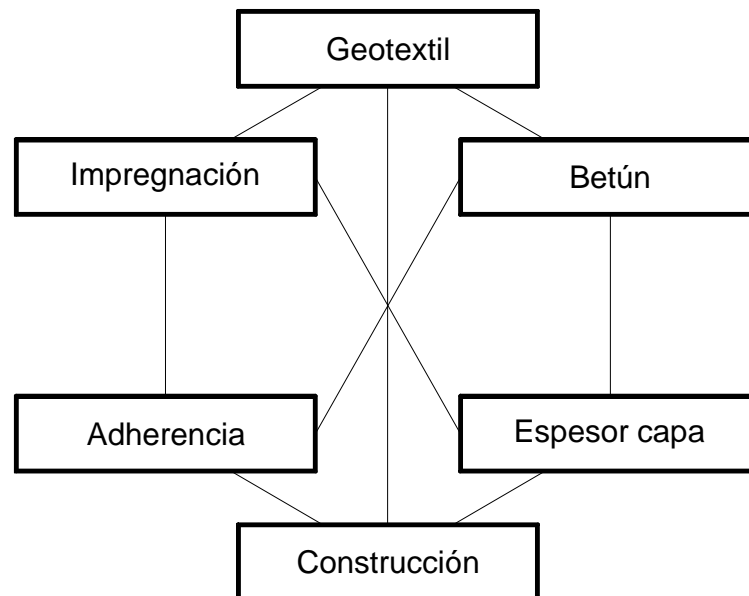 Geotextil
Impregnación
Betún
Adherencia
Espesor capa
Construcción